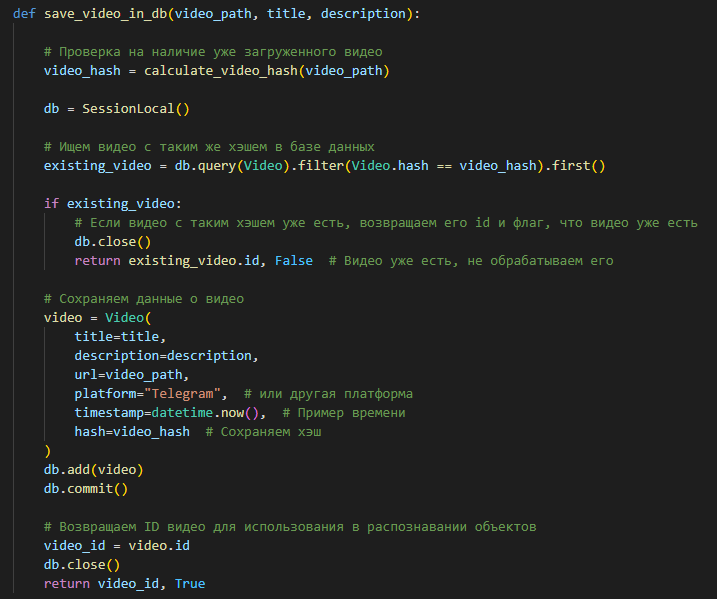 def save_video_in_db(video_path, title, description):
# Проверка на наличие уже загруженного видео
video_hash = calculate_video_hash(video_path)
db = SessionLocal()
# Ищем видео с таким же хэшем в базе данных
existing_video = db.query(Video).filter(Video.hash == video_hash).first()
if existing_video:
# Если видео с таким хэшем уже есть, возвращаем его id и флаг, что видео уже есть
db.close()
return existing_video.id, False  # Видео уже есть, не обрабатываем его
# Сохраняем данные о видео
video = Video(
title=title,
description=description,
url=video_path,
platform="Telegram",  # или другая платформа
timestamp=datetime.now(),  # Пример времени
hash=video_hash  # Сохраняем хэш
)
db.add(video)
db.commit()
# Возвращаем ID видео для использования в распознавании объектов
video_id = video.id
db.close()
return video_id, True